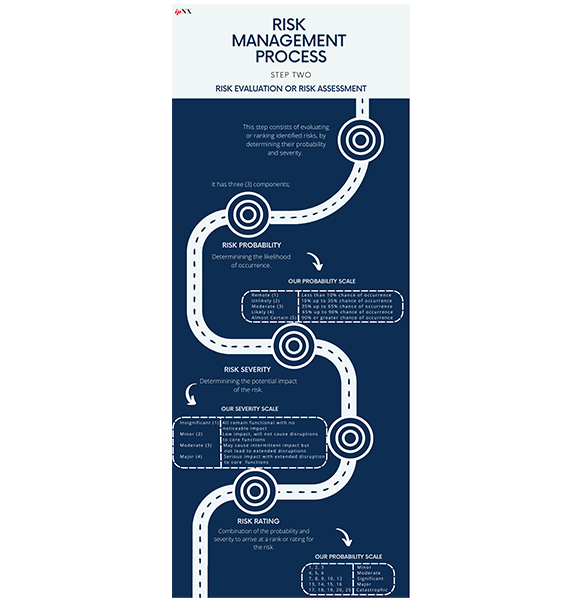 ipNX
RISK
MANAGEMENT
PROCESS
STEP TWO
RISK EVALUATION OR RISK ASSESSMENT
This step consists of evaluating
or ranking identified risks, by
determining their probability
and severity.
It has three (3) components;
RISK PROBABILITY
Determinining the likelihood
of occurrence.
OUR PROBABILITY SCALE
Remote (1) Less than 10% chance of occurrence
Unlikely (2) 10% up to 35% chance of occurrence
Moderate (3) 35% up to 65% chance of occurrence
Likely (4) 65% up to 90% chance of occurrence
Almost Certain (5) 90% or greater chance of occurrence
RISK SEVERITY
Determinining the potential impact
of the risk.
OUR SEVERITY SCALE
Insignificant (1) All remain functional with no
noticeable impact
Minor (2) Low impact, will not cause disruptions
to core functions
Moderate (3) May cause intermittent impact but
not lead to extended disruptions
Major (4) Serious impact with extended disruption
to core functions
RISK RATING
Combination of the probability and
severity to arrive at a rank or rating for
the risk.
OUR PROBABILITY SCALE
1, 2, 3 Minor
4, 5, 6 Moderate
7, 8, 9, 10, 12 Significant
13, 14, 15, 16 Major
17, 18, 19, 20, 25 Catastrophic